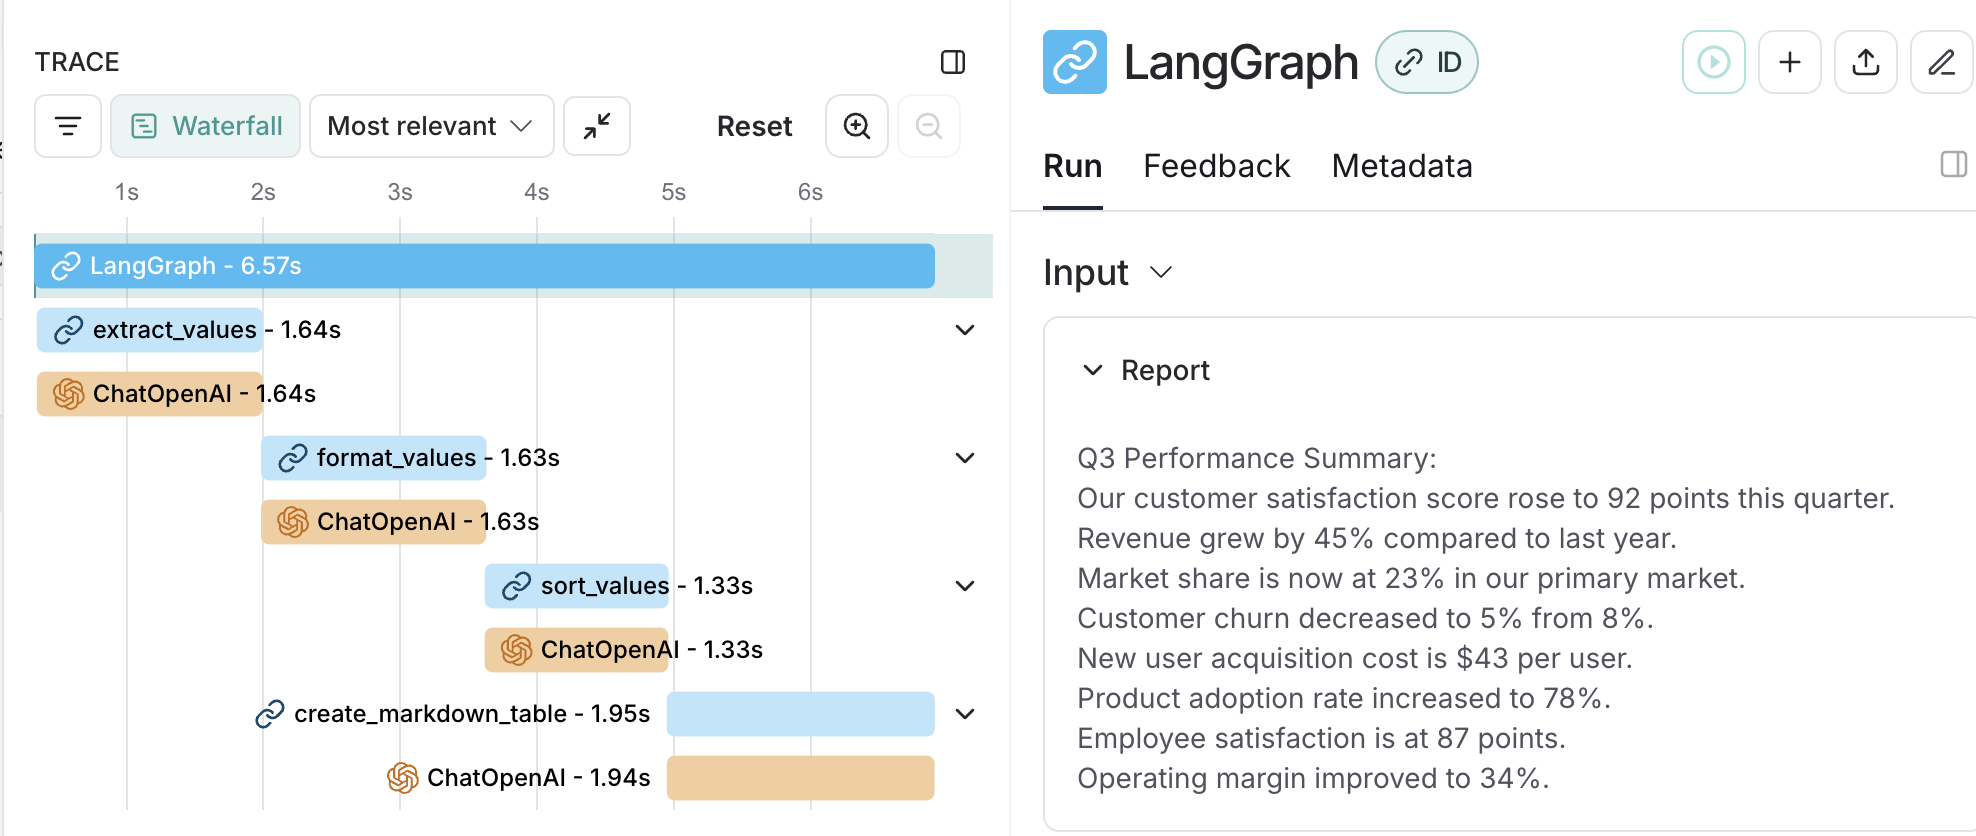 TRACE
Waterfall
Most relevant
Reset
1s 2s 3s 4s 5s 6s
LangGraph - 6.57s
extract_values - 1.64s
ChatOpenAI - 1.64s
format_values - 1.63s
ChatOpenAI - 1.63s
sort_values - 1.33s
ChatOpenAI - 1.33s
create_markdown_table - 1.95s
ChatOpenAI - 1.94s
LangGraph ID
Run Feedback Metadata
Input
Report
Q3 Performance Summary:
Our customer satisfaction score rose to 92 points this quarter.
Revenue grew by 45% compared to last year.
Market share is now at 23% in our primary market.
Customer churn decreased to 5% from 8%.
New user acquisition cost is $43 per user.
Product adoption rate increased to 78%.
Employee satisfaction is at 87 points.
Operating margin improved to 34%.